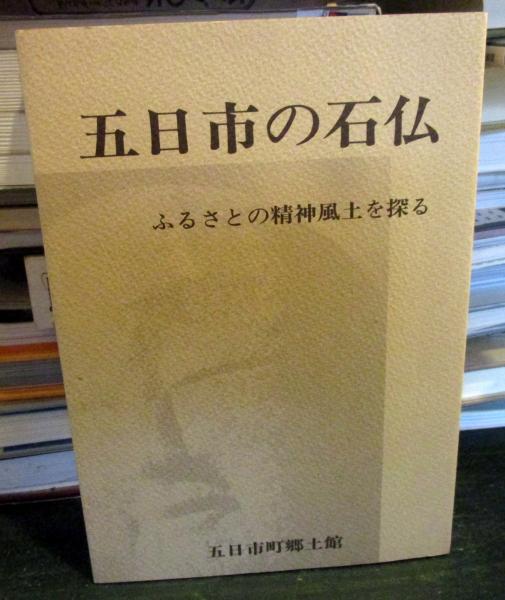 五日市の石仏
ふるさとの精神風土を探る
五日市町郷土館